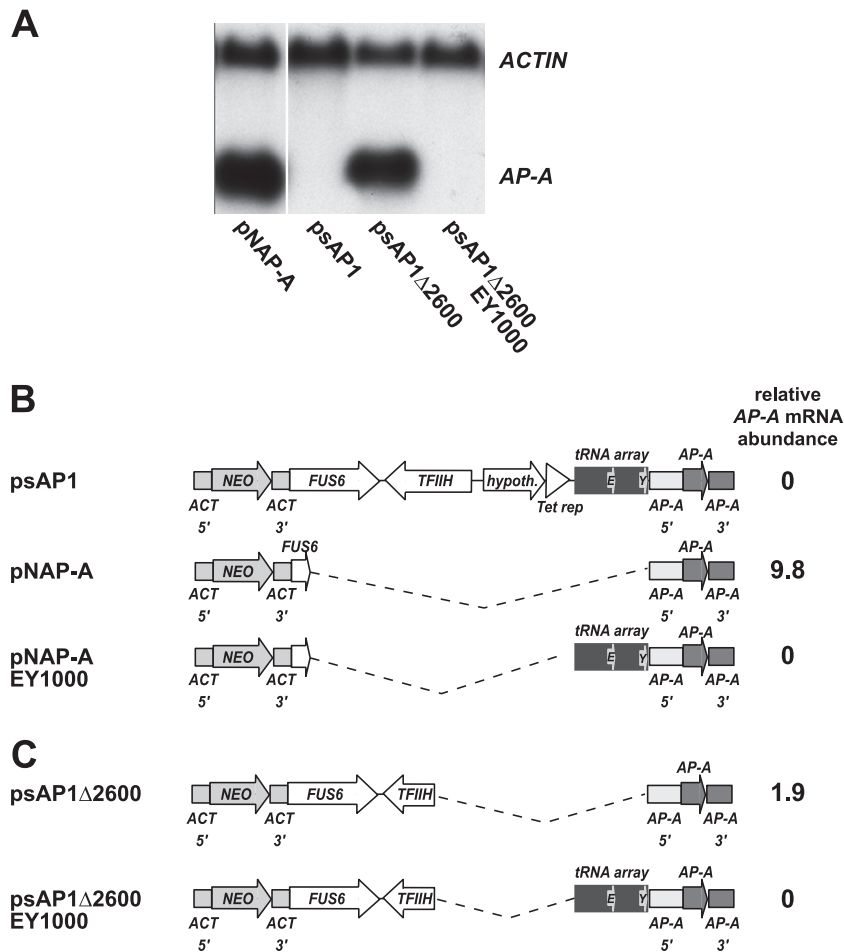 A
ACTIN
AP-A
pNAP-A
psAP1
psAP1Δ2600
psAP1Δ2600
EY1000
B
relative
AP-A mRNA
abundance
psAP1
NEO FUS6 TFIIH hypoth. Tet rep tRNA array E Y AP-A
0
ACT ACT AP-A AP-A
5' 3' 5' 3'
pNAP-A
NEO FUS6 AP-A
9.8
ACT ACT AP-A AP-A
5' 3' 5' 3'
pNAP-A
EY1000
NEO tRNA array E Y AP-A
0
ACT ACT AP-A AP-A
5' 3' 5' 3'
C
psAP1Δ2600
NEO FUS6 TFIIH AP-A
1.9
ACT ACT AP-A AP-A
5' 3' 5' 3'
psAP1Δ2600
EY1000
NEO FUS6 TFIIH tRNA array E Y AP-A
0
ACT ACT AP-A AP-A
5' 3' 5' 3'